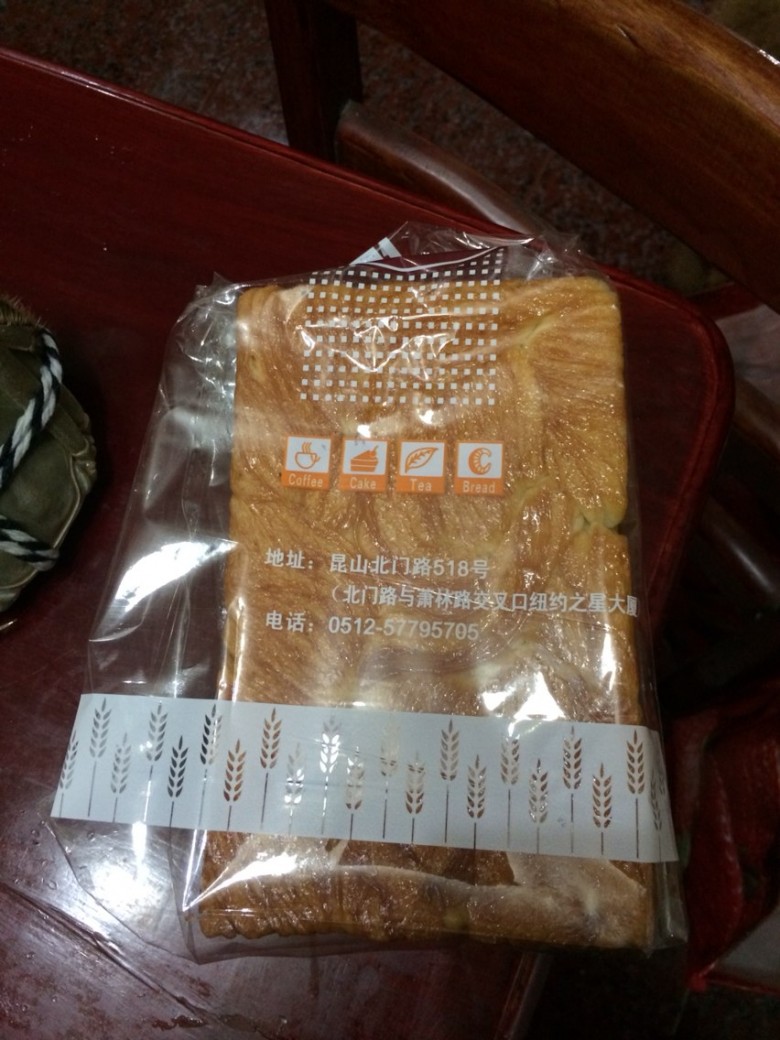 Coffee Cake Tea Bread
地址：昆山北门路518号
（北门路与萧林路交叉口纽约之星大厦
电话：0512-57795705